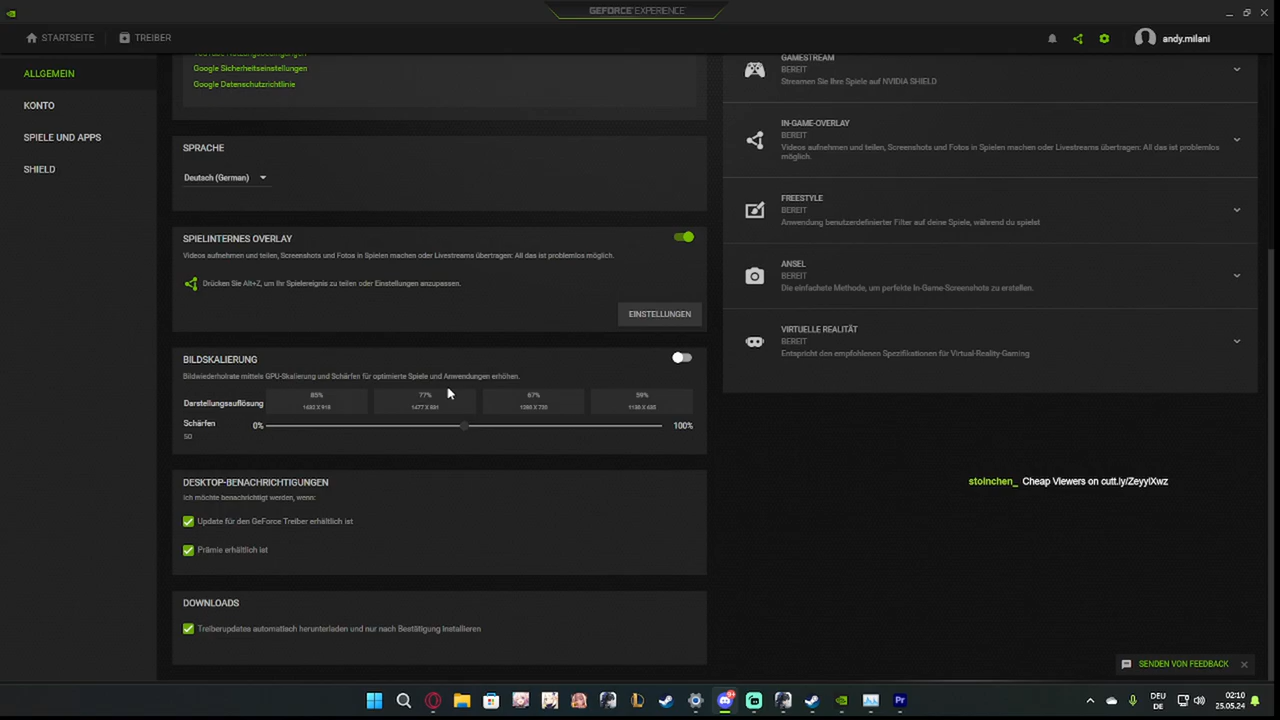 GEFORCE EXPERIENCE
STARTSEITE
TREIBER
andy.milani
ALLGEMEIN
KONTO
SPIELE UND APPS
SHIELD
Google Sicherheitseinstellungen
Google Datenschutzrichtlinie
SPRACHE
Deutsch (German)
SPIELINTERNES OVERLAY
Videos aufnehmen und teilen, Screenshots und Fotos in Spielen machen oder Livestreams übertragen: All das ist problemlos möglich.
Drücken Sie Alt+Z, um Ihr Spielereignis zu teilen oder Einstellungen anzupassen.
EINSTELLUNGEN
BILDSKALIERUNG
Bildwiederholrate mittels GPU-Skalierung und Schärfen für optimierte Spiele und Anwendungen erhöhen.
Darstellungsauflösung
85%
77%
67%
59%
Schärfen
50
0%
100%
DESKTOP-BENACHRICHTIGUNGEN
Ich möchte benachrichtigt werden, wenn:
Update für den GeForce Treiber erhältlich ist
Prämie erhältlich ist
DOWNLOADS
Treiberupdates automatisch herunterladen und nur nach Bestätigung installieren
GAMESTREAM
BEREIT
Streamen Sie Ihre Spiele auf NVIDIA SHIELD
IN-GAME-OVERLAY
BEREIT
Videos aufnehmen und teilen, Screenshots und Fotos in Spielen machen oder Livestreams übertragen: All das ist problemlos
möglich.
FREESTYLE
BEREIT
Anwendung benutzerdefinierter Filter auf deine Spiele, während du spielst
ANSEL
BEREIT
Die einfachste Methode, um perfekte In-Game-Screenshots zu erstellen.
VIRTUELLE REALITÄT
BEREIT
Entspricht den empfohlenen Spezifikationen für Virtual-Reality-Gaming
stolnchen_ Cheap Viewers on cutt.ly/ZeyylXwz
SENDEN VON FEEDBACK
DEU
DE
02:10
25.05.24
Pr